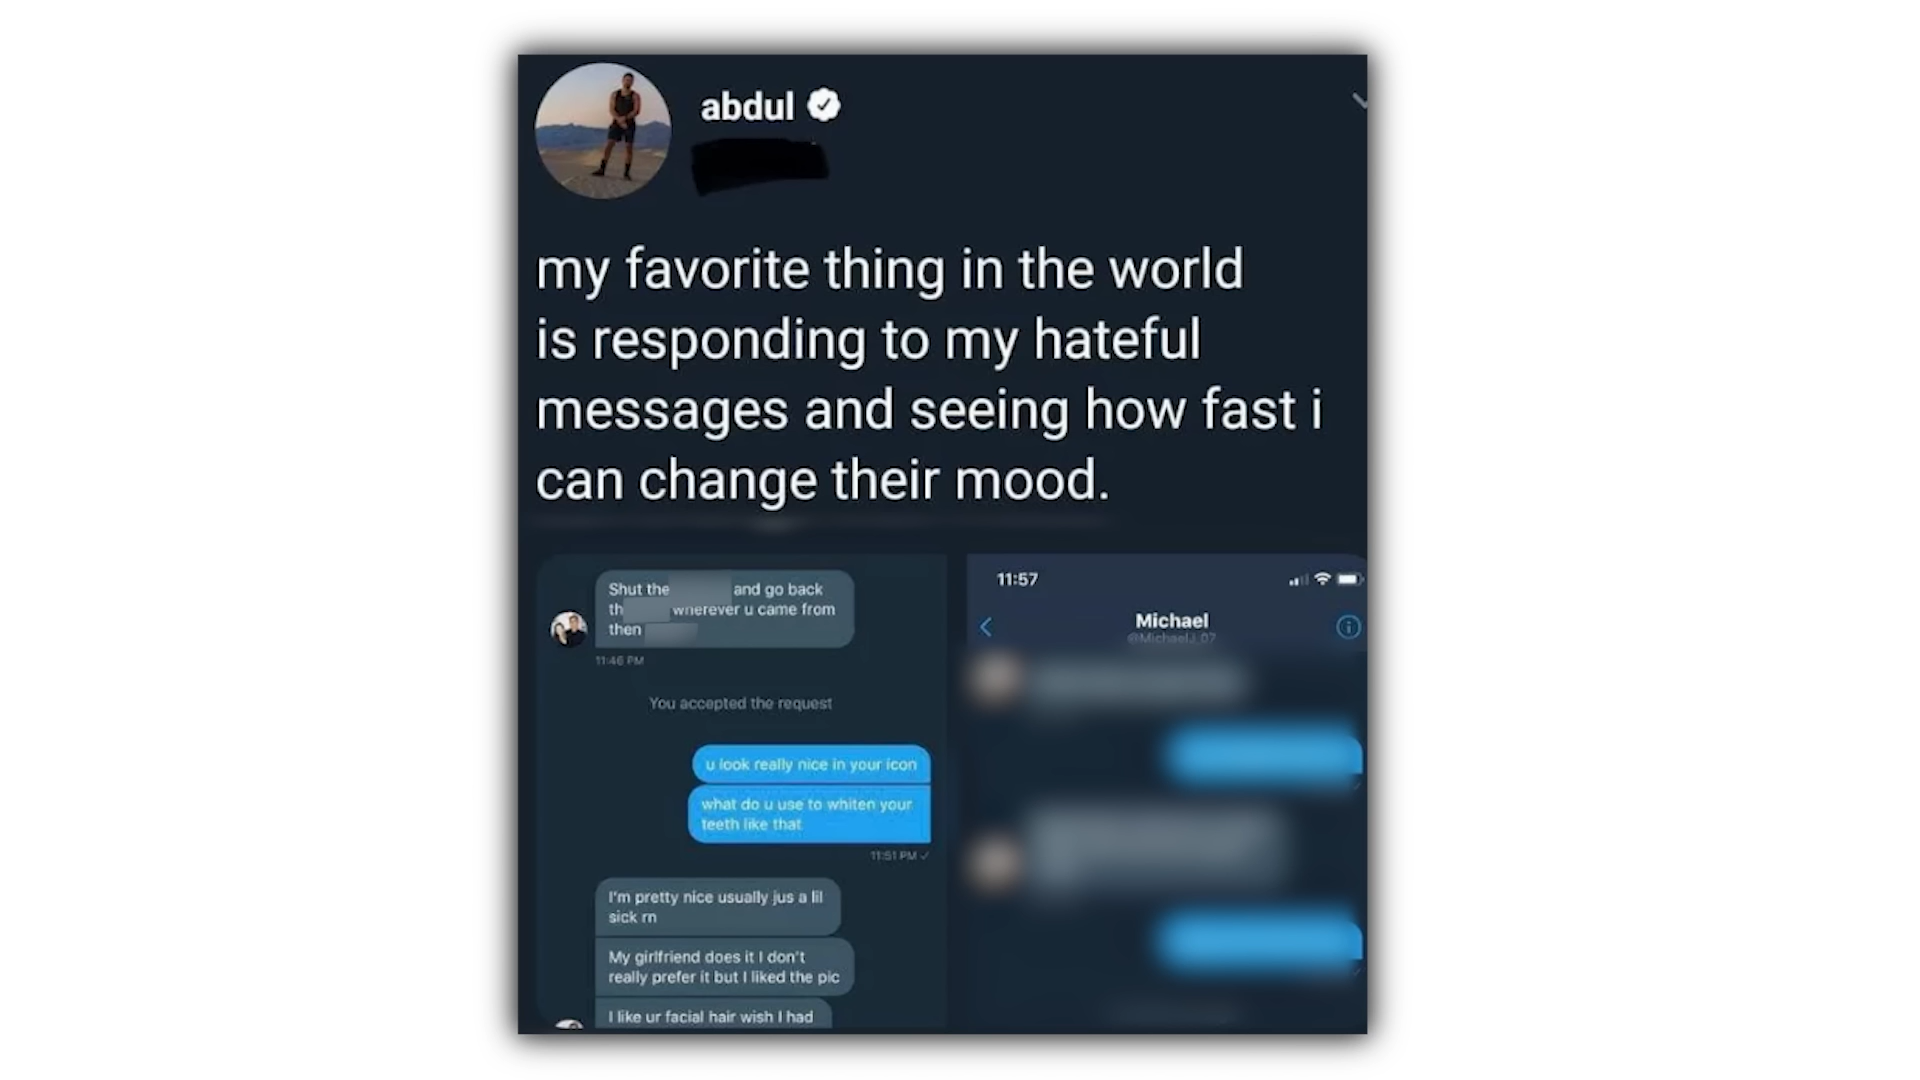 abdul
my favorite thing in the world
is responding to my hateful
messages and seeing how fast i
can change their mood.
Shut the and go back
th wherever u came from
then
11:46 PM
You accepted the request
u look really nice in your icon
what do u use to whiten your
teeth like that
11:51 PM
I'm pretty nice usually jus a lil
sick rn
My girlfriend does it I don't
really prefer it but I liked the pic
I like ur facial hair wish I had
11:57
Michael
@MichaelJ_07